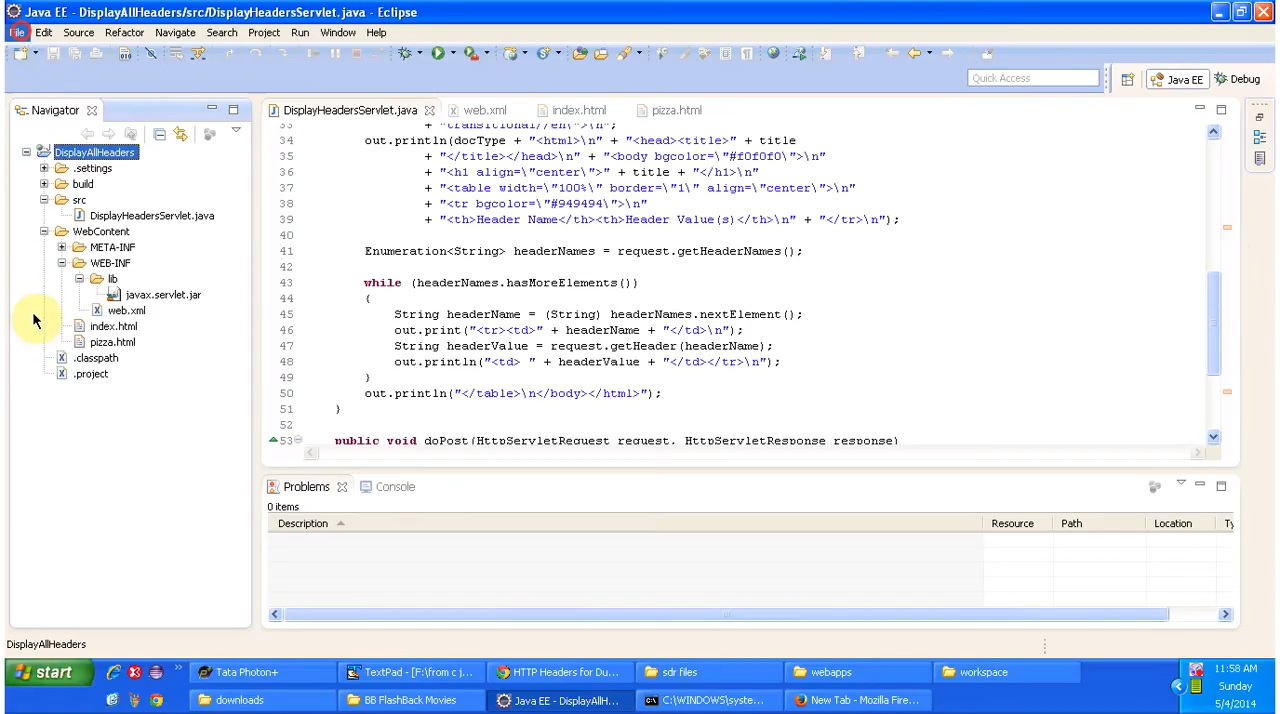 Java EE - DisplayAllHeaders/src/DisplayHeadersServlet.java - Eclipse
File Edit Source Refactor Navigate Search Project Run Window Help
Quick Access
Java EE
Debug
Navigator
DisplayHeadersServlet.java
web.xml
index.html
pizza.html
DisplayAllHeaders
.settings
build
src
DisplayHeadersServlet.java
WebContent
META-INF
WEB-INF
lib
javax.servlet.jar
web.xml
index.html
pizza.html
.classpath
.project
33 + "transitional//en\">\n";
34 out.println(docType + "<html>\n" + "<head><title>" + title
35 + "</title></head>\n" + "<body bgcolor=\"#f0f0f0\">\n"
36 + "<h1 align=\"center\">" + title + "</h1>\n"
37 + "<table width=\"100%\" border=\"1\" align=\"center\">\n"
38 + "<tr bgcolor=\"#949494\">\n"
39 + "<th>Header Name</th><th>Header Value(s)</th>\n" + "</tr>\n");
40
41 Enumeration<String> headerNames = request.getHeaderNames();
42
43 while (headerNames.hasMoreElements())
44 {
45 String headerName = (String) headerNames.nextElement();
46 out.print("<tr><td>" + headerName + "</td>\n");
47 String headerValue = request.getHeader(headerName);
48 out.println("<td> " + headerValue + "</td></tr>\n");
49 }
50 out.println("</table>\n</body></html>");
51 }
52
53 public void doPost(HttpServletRequest request, HttpServletResponse response)
Problems
Console
0 items
Description Resource Path Location Ty
DisplayAllHeaders
start
Tata Photon+
TextPad - [F:\from c j...
HTTP Headers for Du...
sdr files
webapps
workspace
11:58 AM
downloads
BB FlashBack Movies
Java EE - DisplayAllH...
C:\WINDOWS\syste...
New Tab - Mozilla Fire...
Sunday
5/4/2014